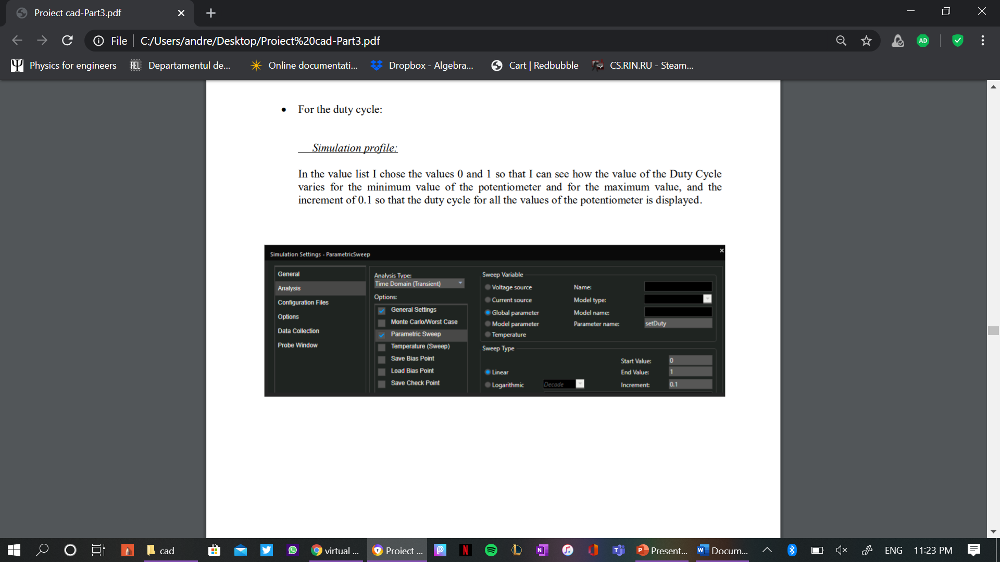 Proiect cad-Part3.pdf
File
C:/Users/andre/Desktop/Proiect%20cad-Part3.pdf
AD
Physics for engineers
AEL
Departamentul de...
Online documentati...
Dropbox - Algebra...
Cart | Redbubble
CS.RIN.RU - Steam...
• For the duty cycle:
Simulation profile:
In the value list I chose the values 0 and 1 so that I can see how the value of the Duty Cycle
varies for the minimum value of the potentiometer and for the maximum value, and the
increment of 0.1 so that the duty cycle for all the values of the potentiometer is displayed.
Simulation Settings - ParametricSweep
General
Analysis
Configuration Files
Options
Data Collection
Probe Window
Analysis Type:
Time Domain (Transient)
Options:
General Settings
Monte Carlo/Worst Case
Parametric Sweep
Temperature (Sweep)
Save Bias Point
Load Bias Point
Save Check Point
Sweep Variable
Voltage source
Current source
Global parameter
Model parameter
Temperature
Name:
Model type:
Model name:
Parameter name: setDuty
Sweep Type
Linear
Logarithmic Decade
Start Value: 0
End Value: 1
Increment: 0.1
cad
virtual ...
Proiect ...
Present...
Docum...
ENG
11:23 PM